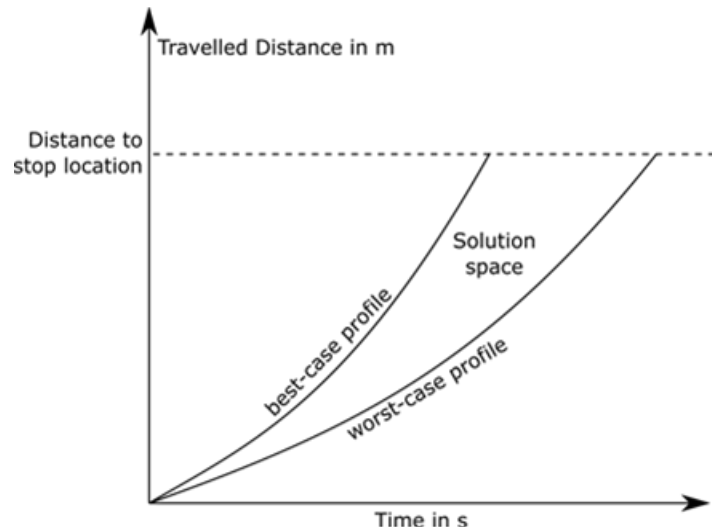 Travelled Distance in m
Distance to
stop location
Solution
space
best-case profile
worst-case profile
Time in s